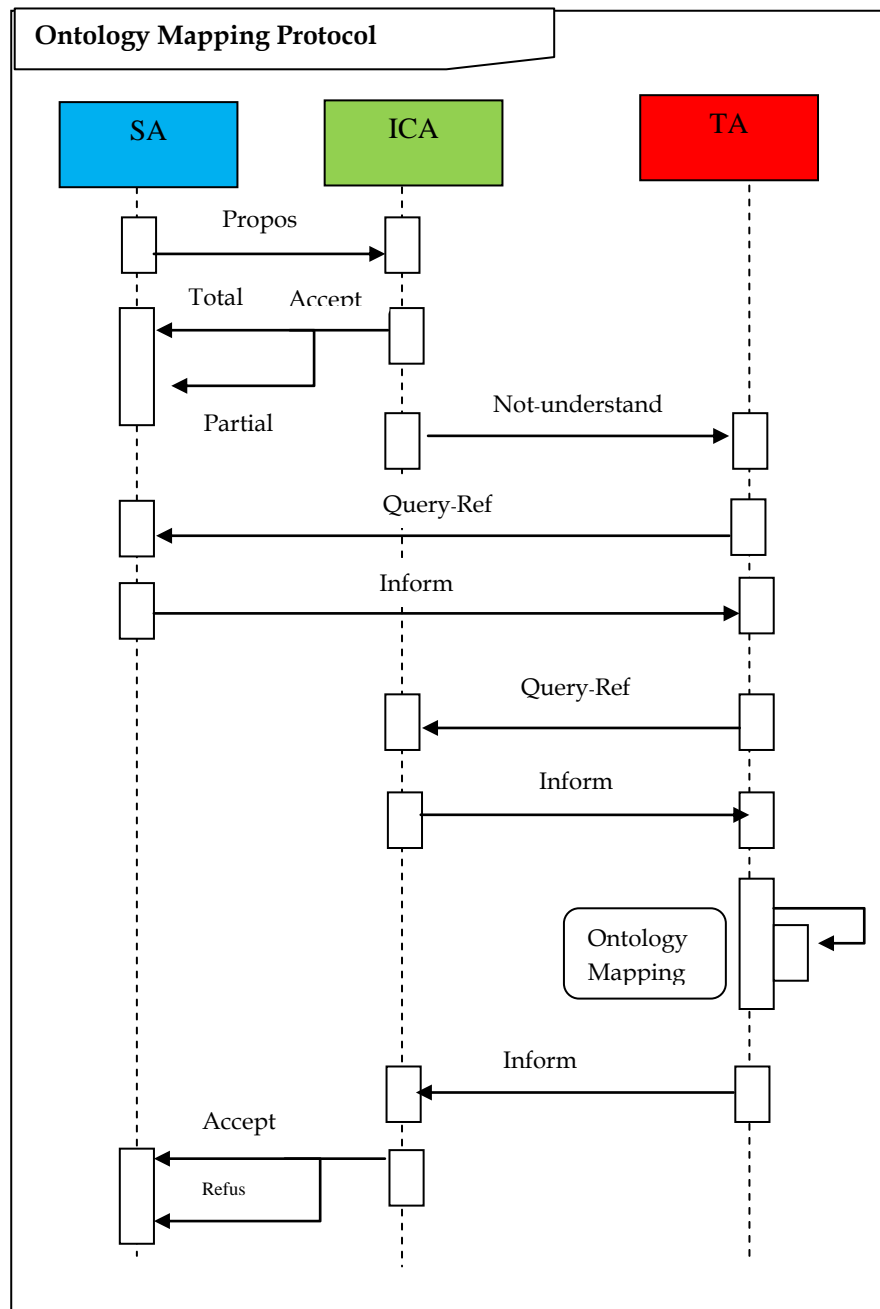 Ontology Mapping Protocol
SA
ICA
TA
Propos
Total
Accept
Partial
Not-understand
Query-Ref
Inform
Query-Ref
Inform
Ontology
Mapping
Inform
Accept
Refus